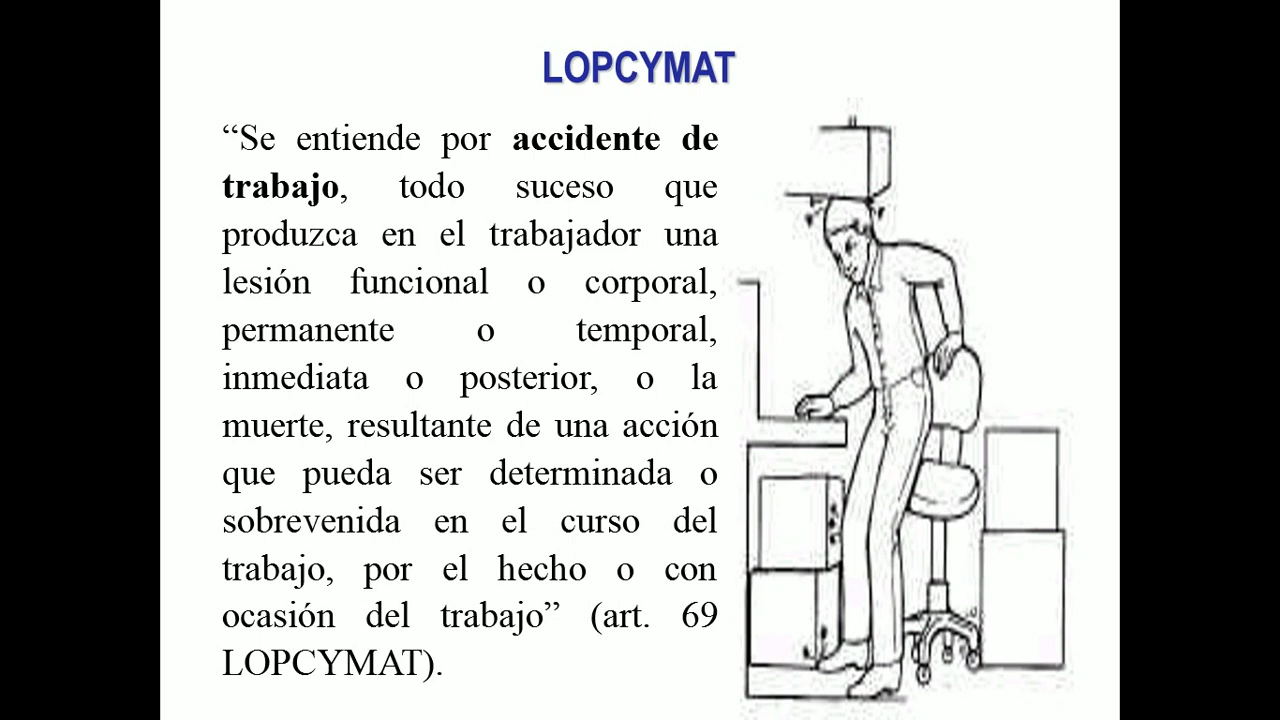 LOPCYMAT
“Se entiende por accidente de
trabajo, todo suceso que
produzca en el trabajador una
lesión funcional o corporal,
permanente o temporal,
inmediata o posterior, o la
muerte, resultante de una acción
que pueda ser determinada o
sobrevenida en el curso del
trabajo, por el hecho o con
ocasión del trabajo” (art. 69
LOPCYMAT).